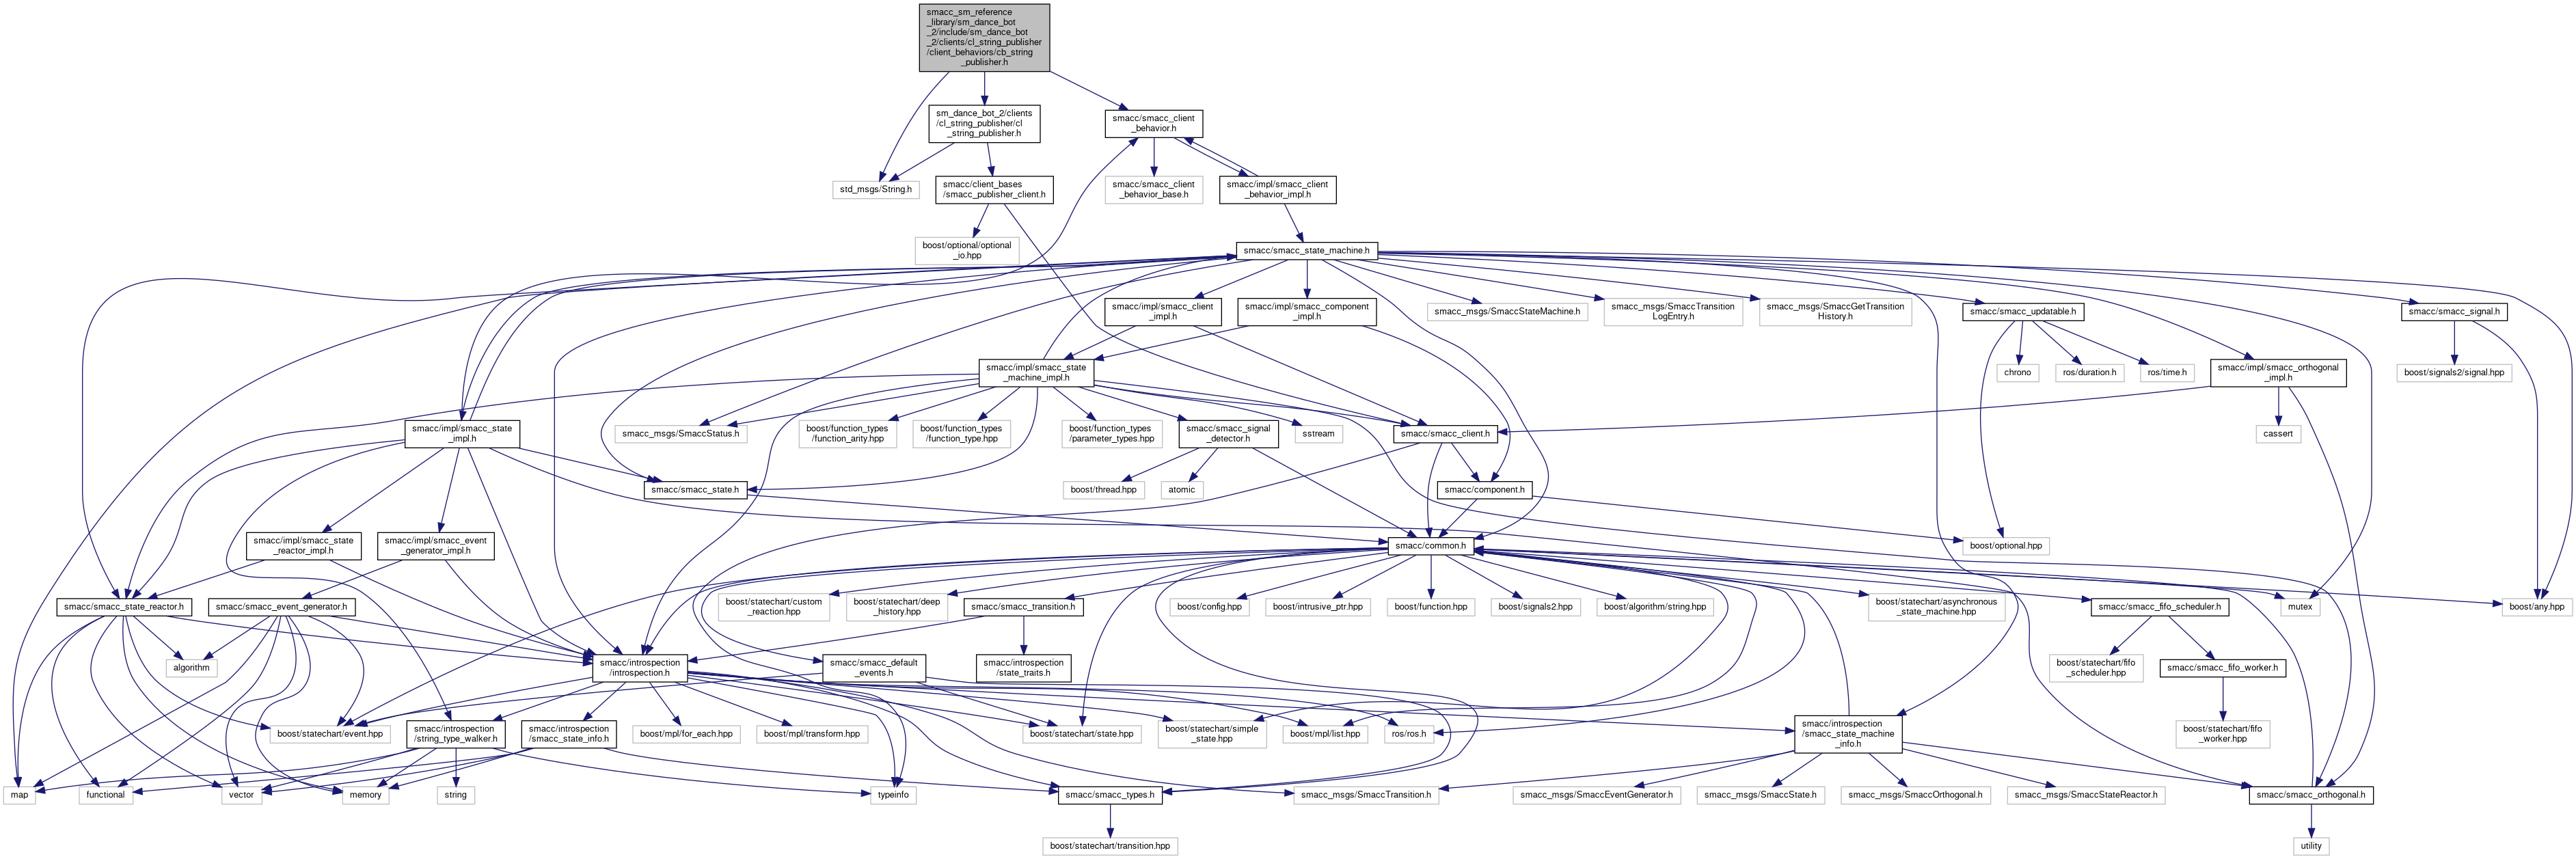 smacc_sm_reference
_library/sm_dance_bot
_2/include/sm_dance_bot
_2/clients/cl_string_publisher
/client_behaviors/cb_string
_publisher.h
sm_dance_bot_2/clients
/cl_string_publisher/cl
_string_publisher.h
smacc/smacc_client
_behavior.h
std_msgs/String.h
smacc/client_bases
/smacc_publisher_client.h
smacc/smacc_client
_behavior_base.h
smacc/impl/smacc_client
_behavior_impl.h
boost/optional/optional
_io.hpp
smacc/smacc_state_machine.h
smacc/impl/smacc_client
_impl.h
smacc/impl/smacc_component
_impl.h
smacc_msgs/SmaccStateMachine.h
smacc_msgs/SmaccTransition
LogEntry.h
smacc_msgs/SmaccGetTransition
History.h
smacc/smacc_updatable.h
smacc/smacc_signal.h
smacc/impl/smacc_state
_machine_impl.h
chrono
ros/duration.h
ros/time.h
smacc/impl/smacc_orthogonal
_impl.h
boost/signals2/signal.hpp
smacc/impl/smacc_state
_impl.h
smacc_msgs/SmaccStatus.h
boost/function_types
/function_arity.hpp
boost/function_types
/function_type.hpp
boost/function_types
/parameter_types.hpp
smacc/smacc_signal
_detector.h
sstream
smacc/smacc_client.h
cassert
smacc/smacc_state.h
boost/thread.hpp
atomic
smacc/component.h
smacc/impl/smacc_state
_reactor_impl.h
smacc/impl/smacc_event
_generator_impl.h
smacc/common.h
boost/optional.hpp
smacc/smacc_state_reactor.h
smacc/smacc_event_generator.h
boost/statechart/custom
_reaction.hpp
boost/statechart/deep
_history.hpp
smacc/smacc_transition.h
boost/config.hpp
boost/intrusive_ptr.hpp
boost/function.hpp
boost/signals2.hpp
boost/algorithm/string.hpp
boost/statechart/asynchronous
_state_machine.hpp
smacc/smacc_fifo_scheduler.h
mutex
boost/any.hpp
algorithm
smacc/introspection
/introspection.h
smacc/smacc_default
_events.h
smacc/introspection
/state_traits.h
boost/statechart/fifo
_scheduler.hpp
smacc/smacc_fifo_worker.h
boost/statechart/event.hpp
smacc/introspection
/string_type_walker.h
smacc/introspection
/smacc_state_info.h
boost/mpl/for_each.hpp
boost/mpl/transform.hpp
boost/statechart/state.hpp
boost/statechart/simple
_state.hpp
boost/mpl/list.hpp
ros/ros.h
smacc/introspection
/smacc_state_machine
_info.h
boost/statechart/fifo
_worker.hpp
map
functional
vector
memory
string
typeinfo
smacc/smacc_types.h
smacc_msgs/SmaccTransition.h
smacc_msgs/SmaccEventGenerator.h
smacc_msgs/SmaccState.h
smacc_msgs/SmaccOrthogonal.h
smacc_msgs/SmaccStateReactor.h
smacc/smacc_orthogonal.h
boost/statechart/transition.hpp
utility